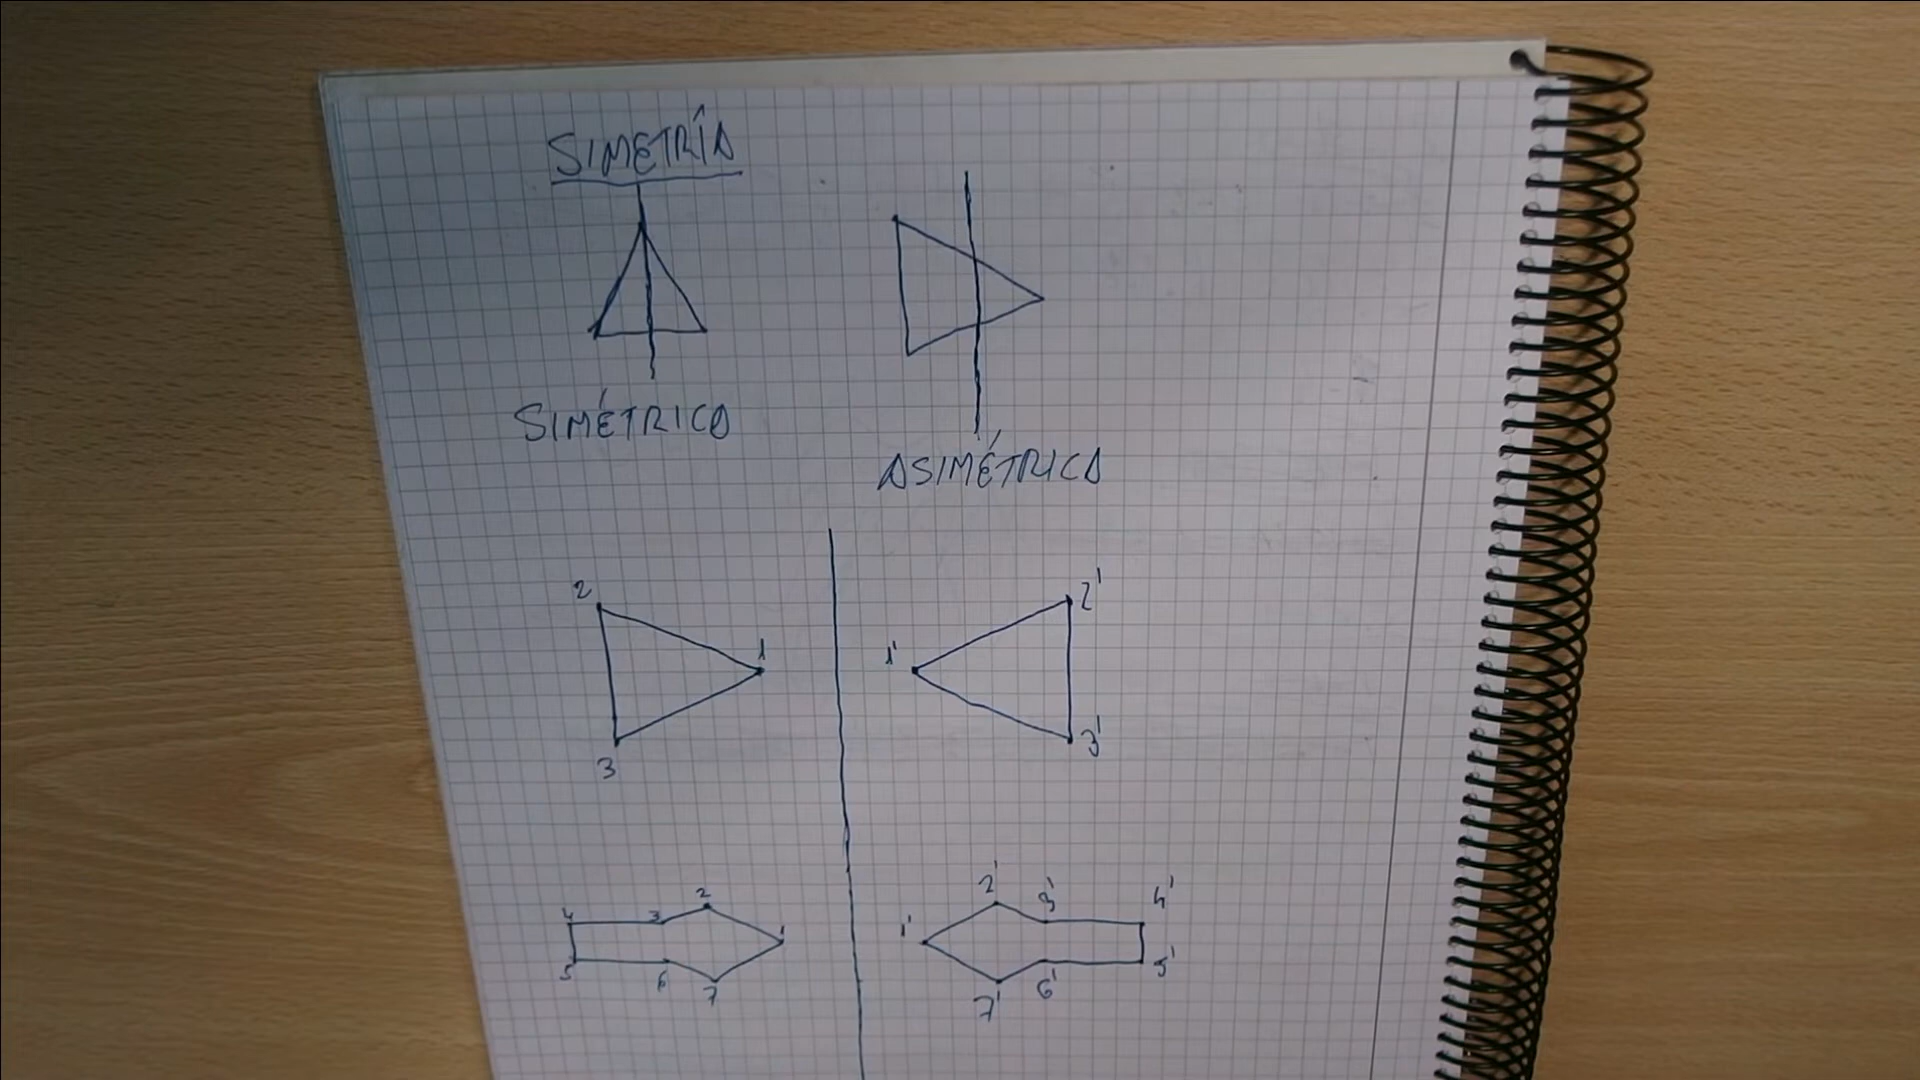 SIMETRÍA
SIMÉTRICO
ASIMÉTRICA
2 2'
1 1'
3 3'
4 3 2 1
5 6 7
1' 2' 3' 4'
7' 6' 5'